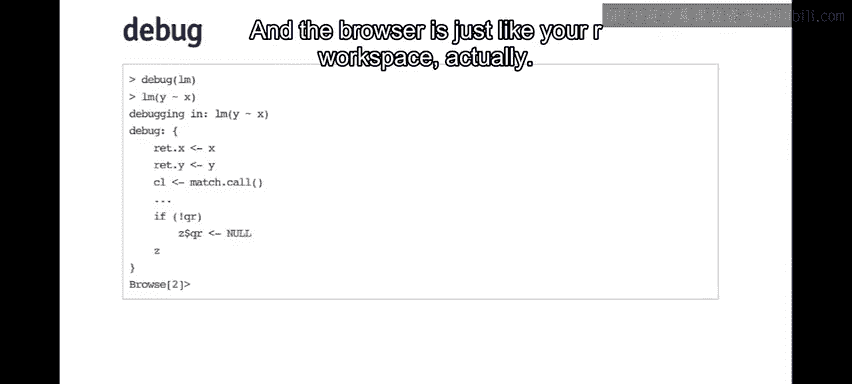 debug
And the browser is just like your r
workspace, actually.
> debug(lm)
> lm(y ~ x)
debugging in: lm(y ~ x)
debug: {
    ret.x <- x
    ret.y <- y
    cl <- match.call()
    ...
    if (!qr)
        z$qr <- NULL
    z
}
Browse[2]>